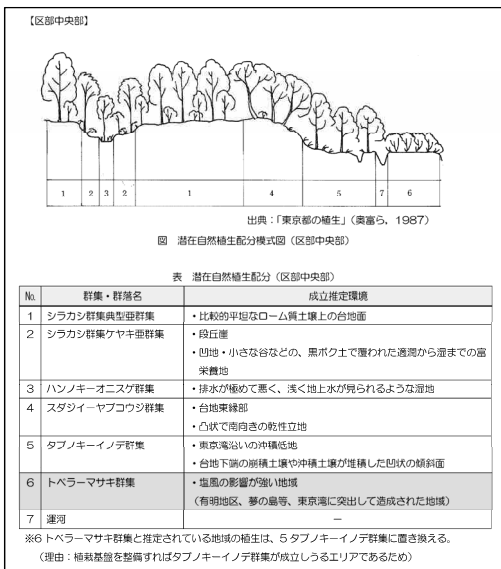 【区部中央部】
1 2 3 2 1 4 5 7 6
出典：「東京都の植生」（奥富ら，1987）
図　潜在自然植生配分模式図（区部中央部）
表　潜在自然植生配分（区部中央部）
No. 群集・群落名 成立推定環境
1 シラカシ群集典型亜群集 ・比較的平坦なローム質土壌上の台地面
2 シラカシ群集ケヤキ亜群集 ・段丘崖
・凹地・小さな谷などの、黒ボク土で覆われた適潤から湿までの富
栄養地
3 ハンノキーオニスゲ群集 ・排水が極めて悪く、浅く地上水が見られるような湿地
4 スダジイーヤブコウジ群集 ・台地東縁部
・凸状で南向きの乾性立地
5 タブノキーイノデ群集 ・東京湾沿いの沖積低地
・台地下端の崩積土壌や沖積土壌が堆積した凹状の傾斜面
6 トベラーマサキ群集 ・塩風の影響が強い地域
（有明地区、夢の島等、東京湾に突出して造成された地域）
7 運河 －
※6 トベラーマサキ群集と推定されている地域の植生は、5 タブノキーイノデ群集に置き換える。
（理由：植栽基盤を整備すればタブノキーイノデ群集が成立しうるエリアであるため）